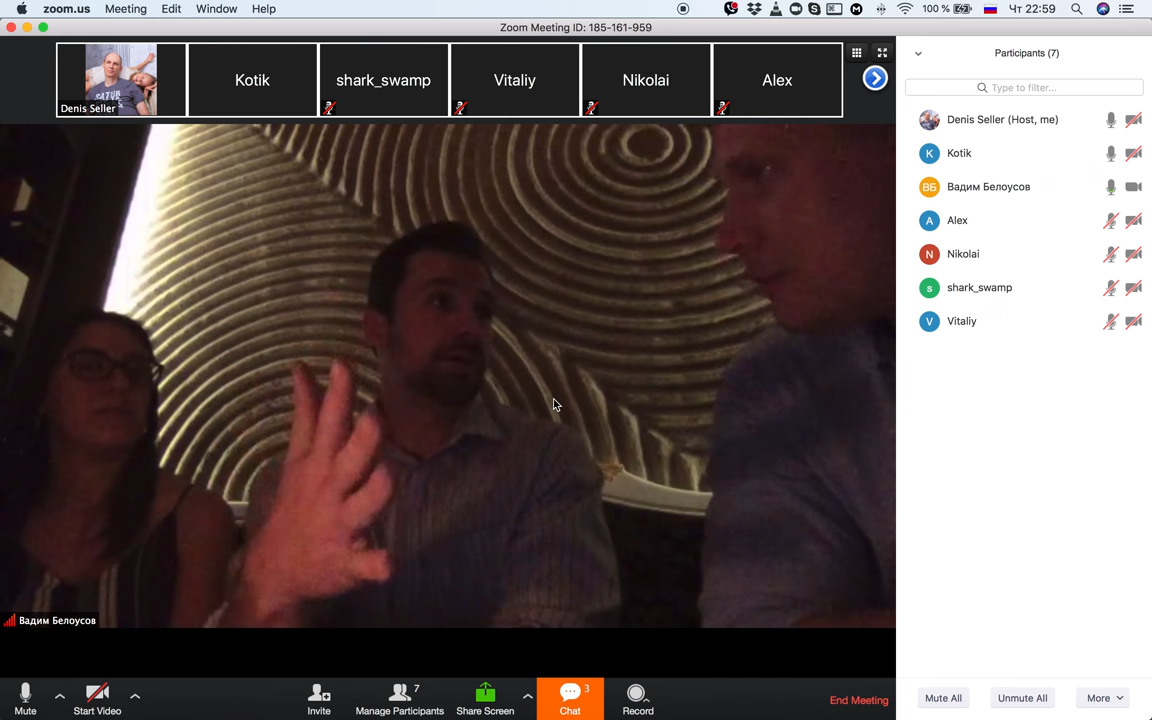 zoom.us Meeting Edit Window Help 100 % Чт 22:59
Zoom Meeting ID: 185-161-959
Denis Seller
Kotik
shark_swamp
Vitaliy
Nikolai
Alex
Participants (7)
Type to filter...
Denis Seller (Host, me)
K Kotik
ВБ Вадим Белоусов
A Alex
N Nikolai
s shark_swamp
V Vitaliy
Вадим Белоусов
Mute
Start Video
Invite
7
Manage Participants
Share Screen
3
Chat
Record
End Meeting
Mute All
Unmute All
More